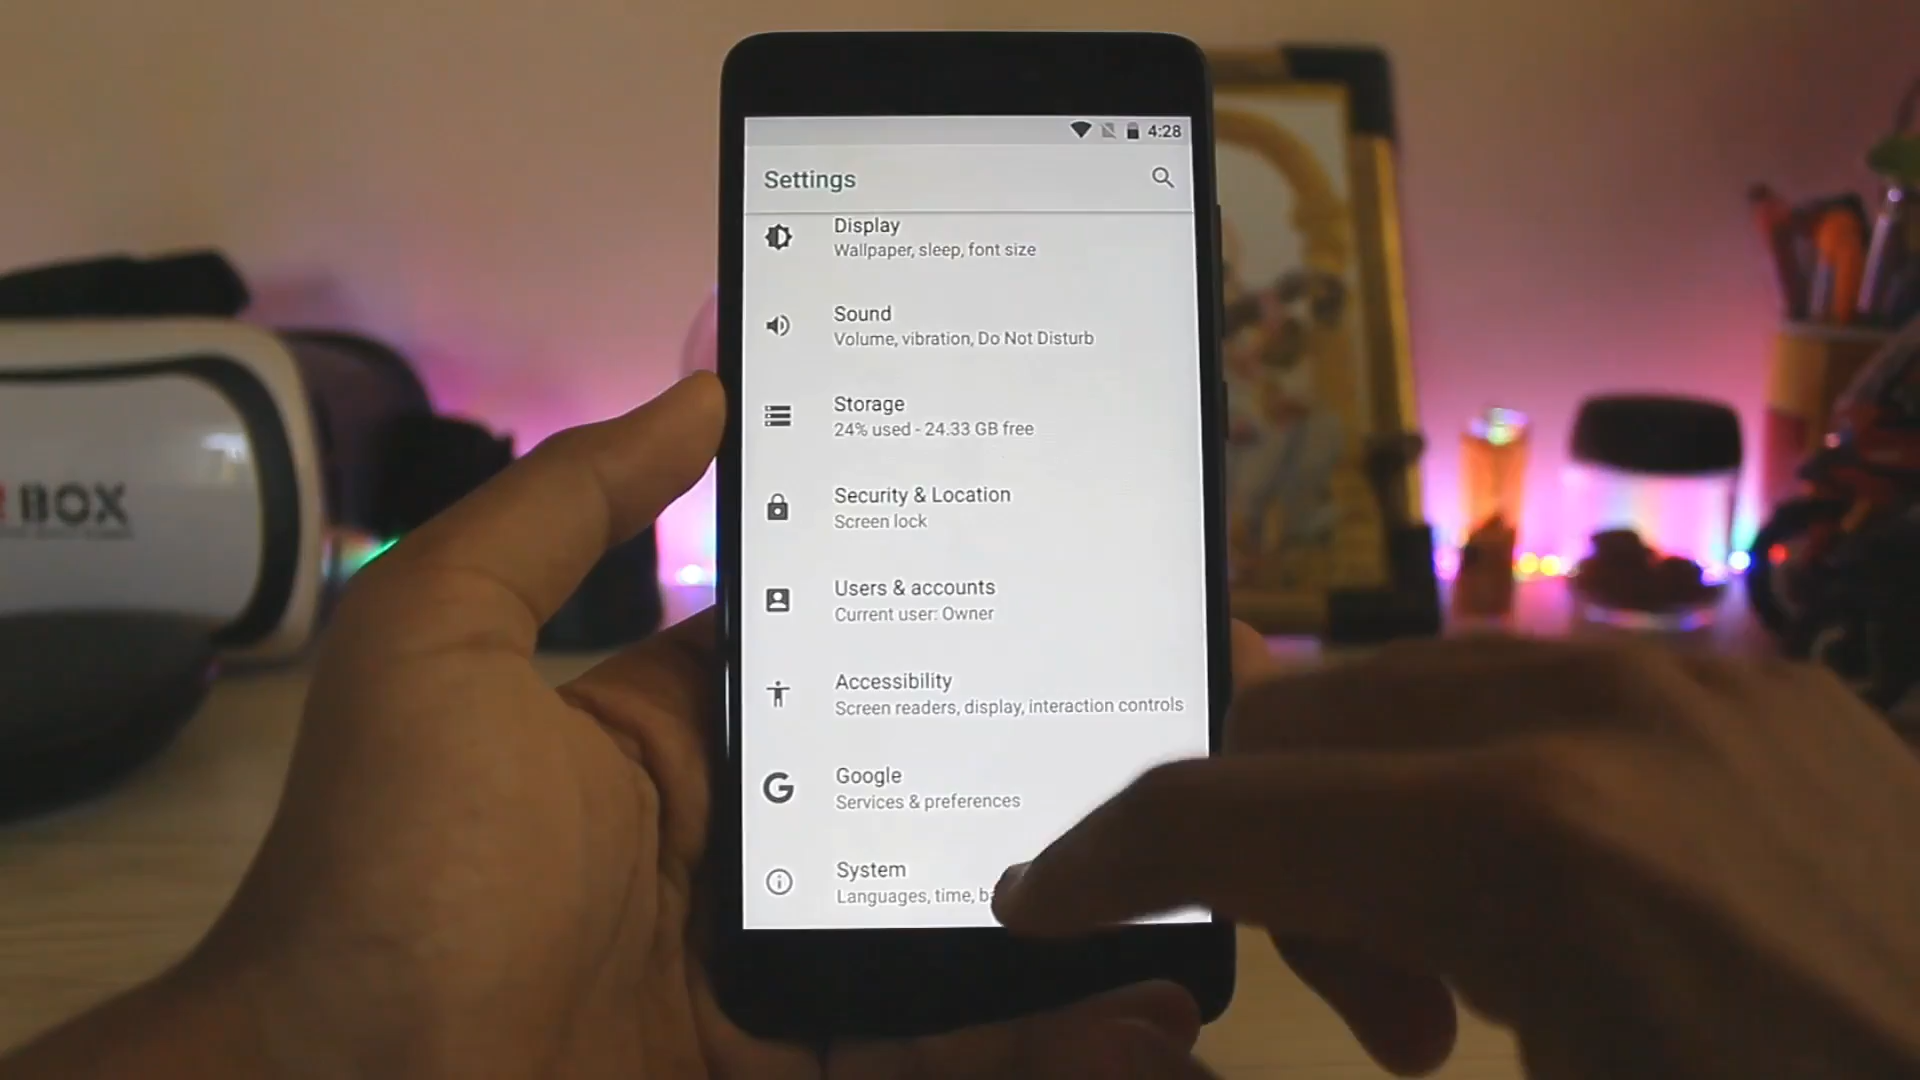 4:28
Settings
Display
Wallpaper, sleep, font size
Sound
Volume, vibration, Do Not Disturb
Storage
24% used - 24.33 GB free
Security & Location
Screen lock
Users & accounts
Current user: Owner
Accessibility
Screen readers, display, interaction controls
Google
Services & preferences
System
Languages, time,
BOX